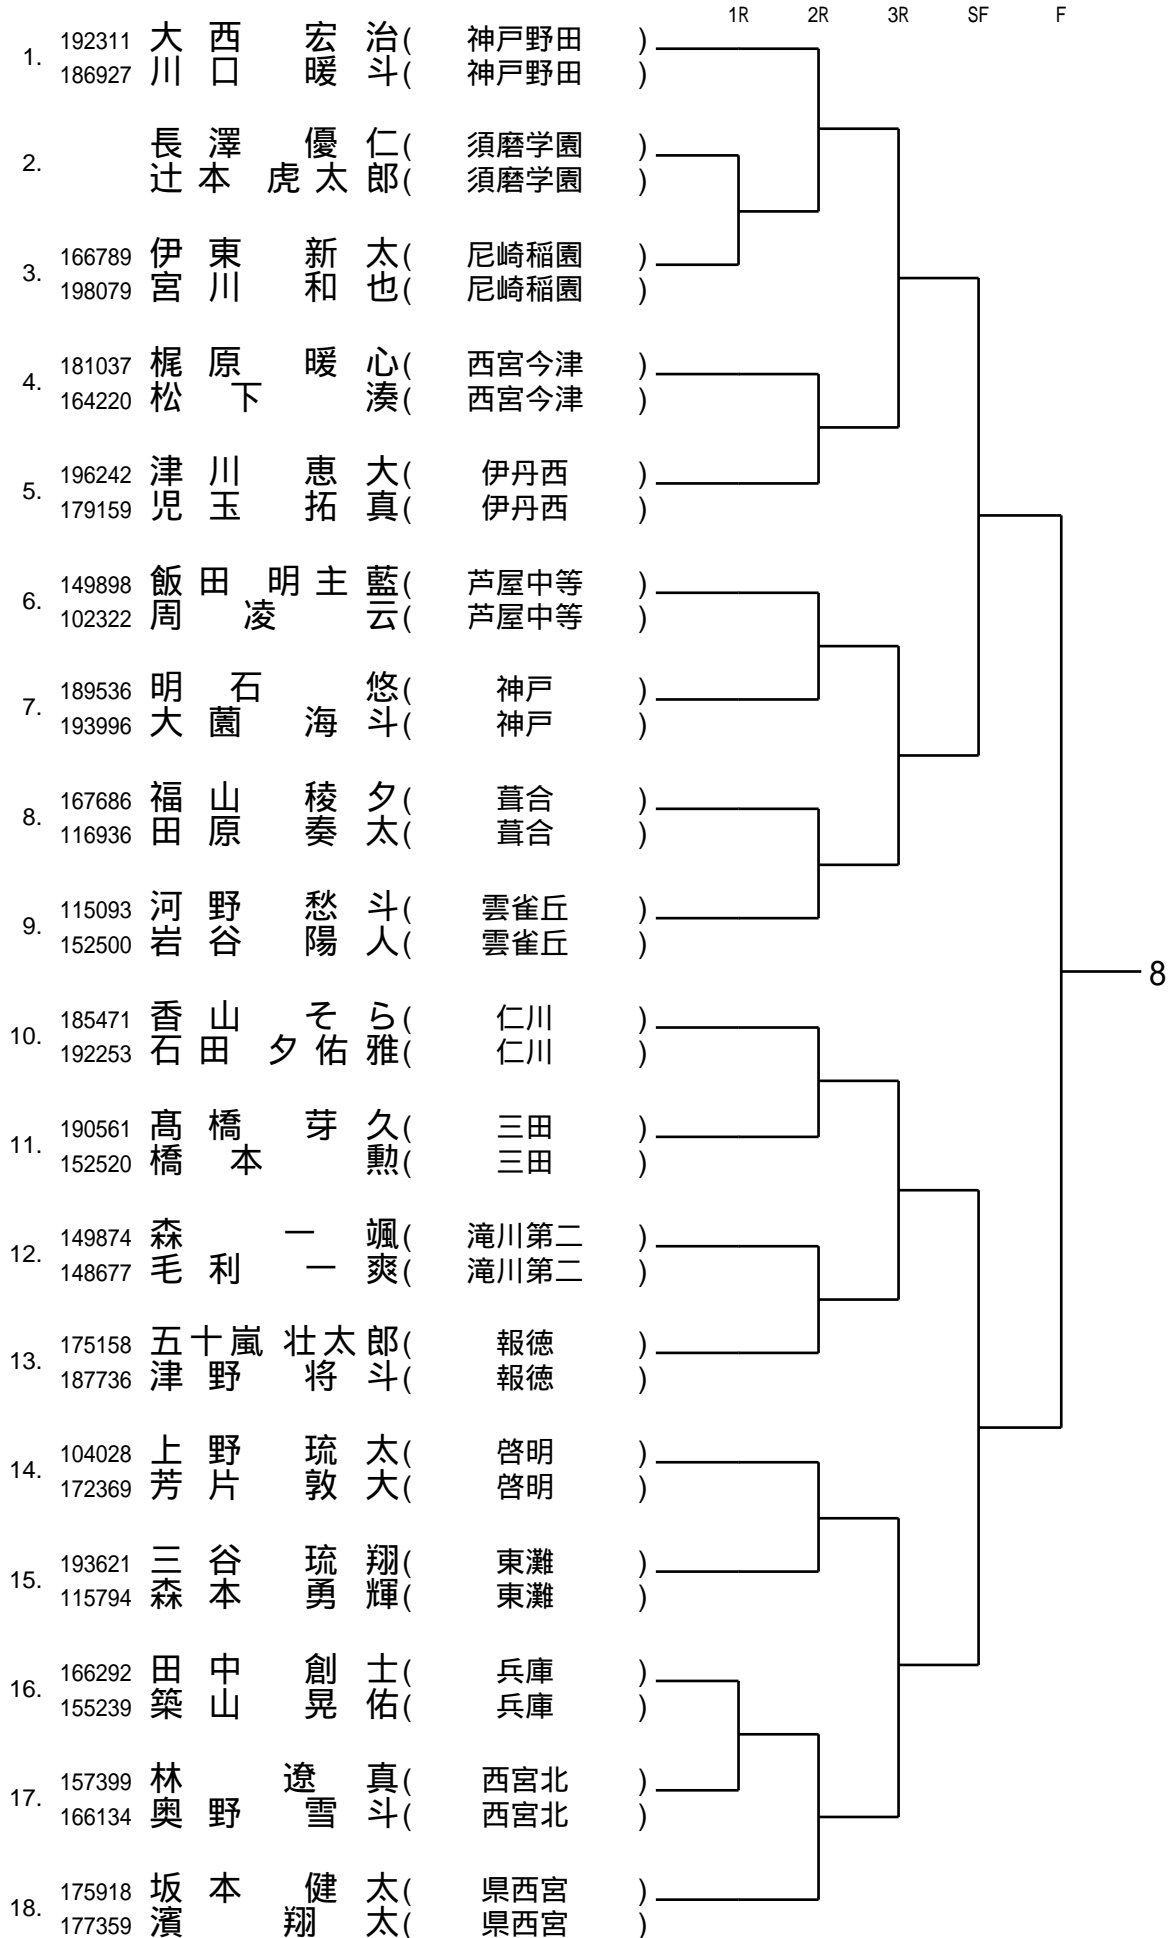 1R 2R 3R SF F
1. 192311 大西 宏治( 神戸野田 )
186927 川口 暖斗( 神戸野田 )
2. 長澤 優仁( 須磨学園 )
辻本 虎太郎( 須磨学園 )
3. 166789 伊東 新太( 尼崎稲園 )
198079 宮川 和也( 尼崎稲園 )
4. 181037 梶原 暖心( 西宮今津 )
164220 松下 湊( 西宮今津 )
5. 196242 津川 恵大( 伊丹西 )
179159 児玉 拓真( 伊丹西 )
6. 149898 飯田 明主藍( 芦屋中等 )
102322 周 凌云( 芦屋中等 )
7. 189536 明石 悠( 神戸 )
193996 大薗 海斗( 神戸 )
8. 167686 福山 稜夕( 葺合 )
116936 田原 奏太( 葺合 )
9. 115093 河野 愁斗( 雲雀丘 )
152500 岩谷 陽人( 雲雀丘 )
8
10. 185471 香山 そら( 仁川 )
192253 石田 夕佑雅( 仁川 )
11. 190561 髙橋 芽久( 三田 )
152520 橋本 勲( 三田 )
12. 149874 森 一颯( 滝川第二 )
148677 毛利 一爽( 滝川第二 )
13. 175158 五十嵐 壮太郎( 報徳 )
187736 津野 将斗( 報徳 )
14. 104028 上野 琉太( 啓明 )
172369 芳片 敦大( 啓明 )
15. 193621 三谷 琉翔( 東灘 )
115794 森本 勇輝( 東灘 )
16. 166292 田中 創士( 兵庫 )
155239 築山 晃佑( 兵庫 )
17. 157399 林 遼真( 西宮北 )
166134 奥野 雪斗( 西宮北 )
18. 175918 坂本 健太( 県西宮 )
177359 濱 翔太( 県西宮 )